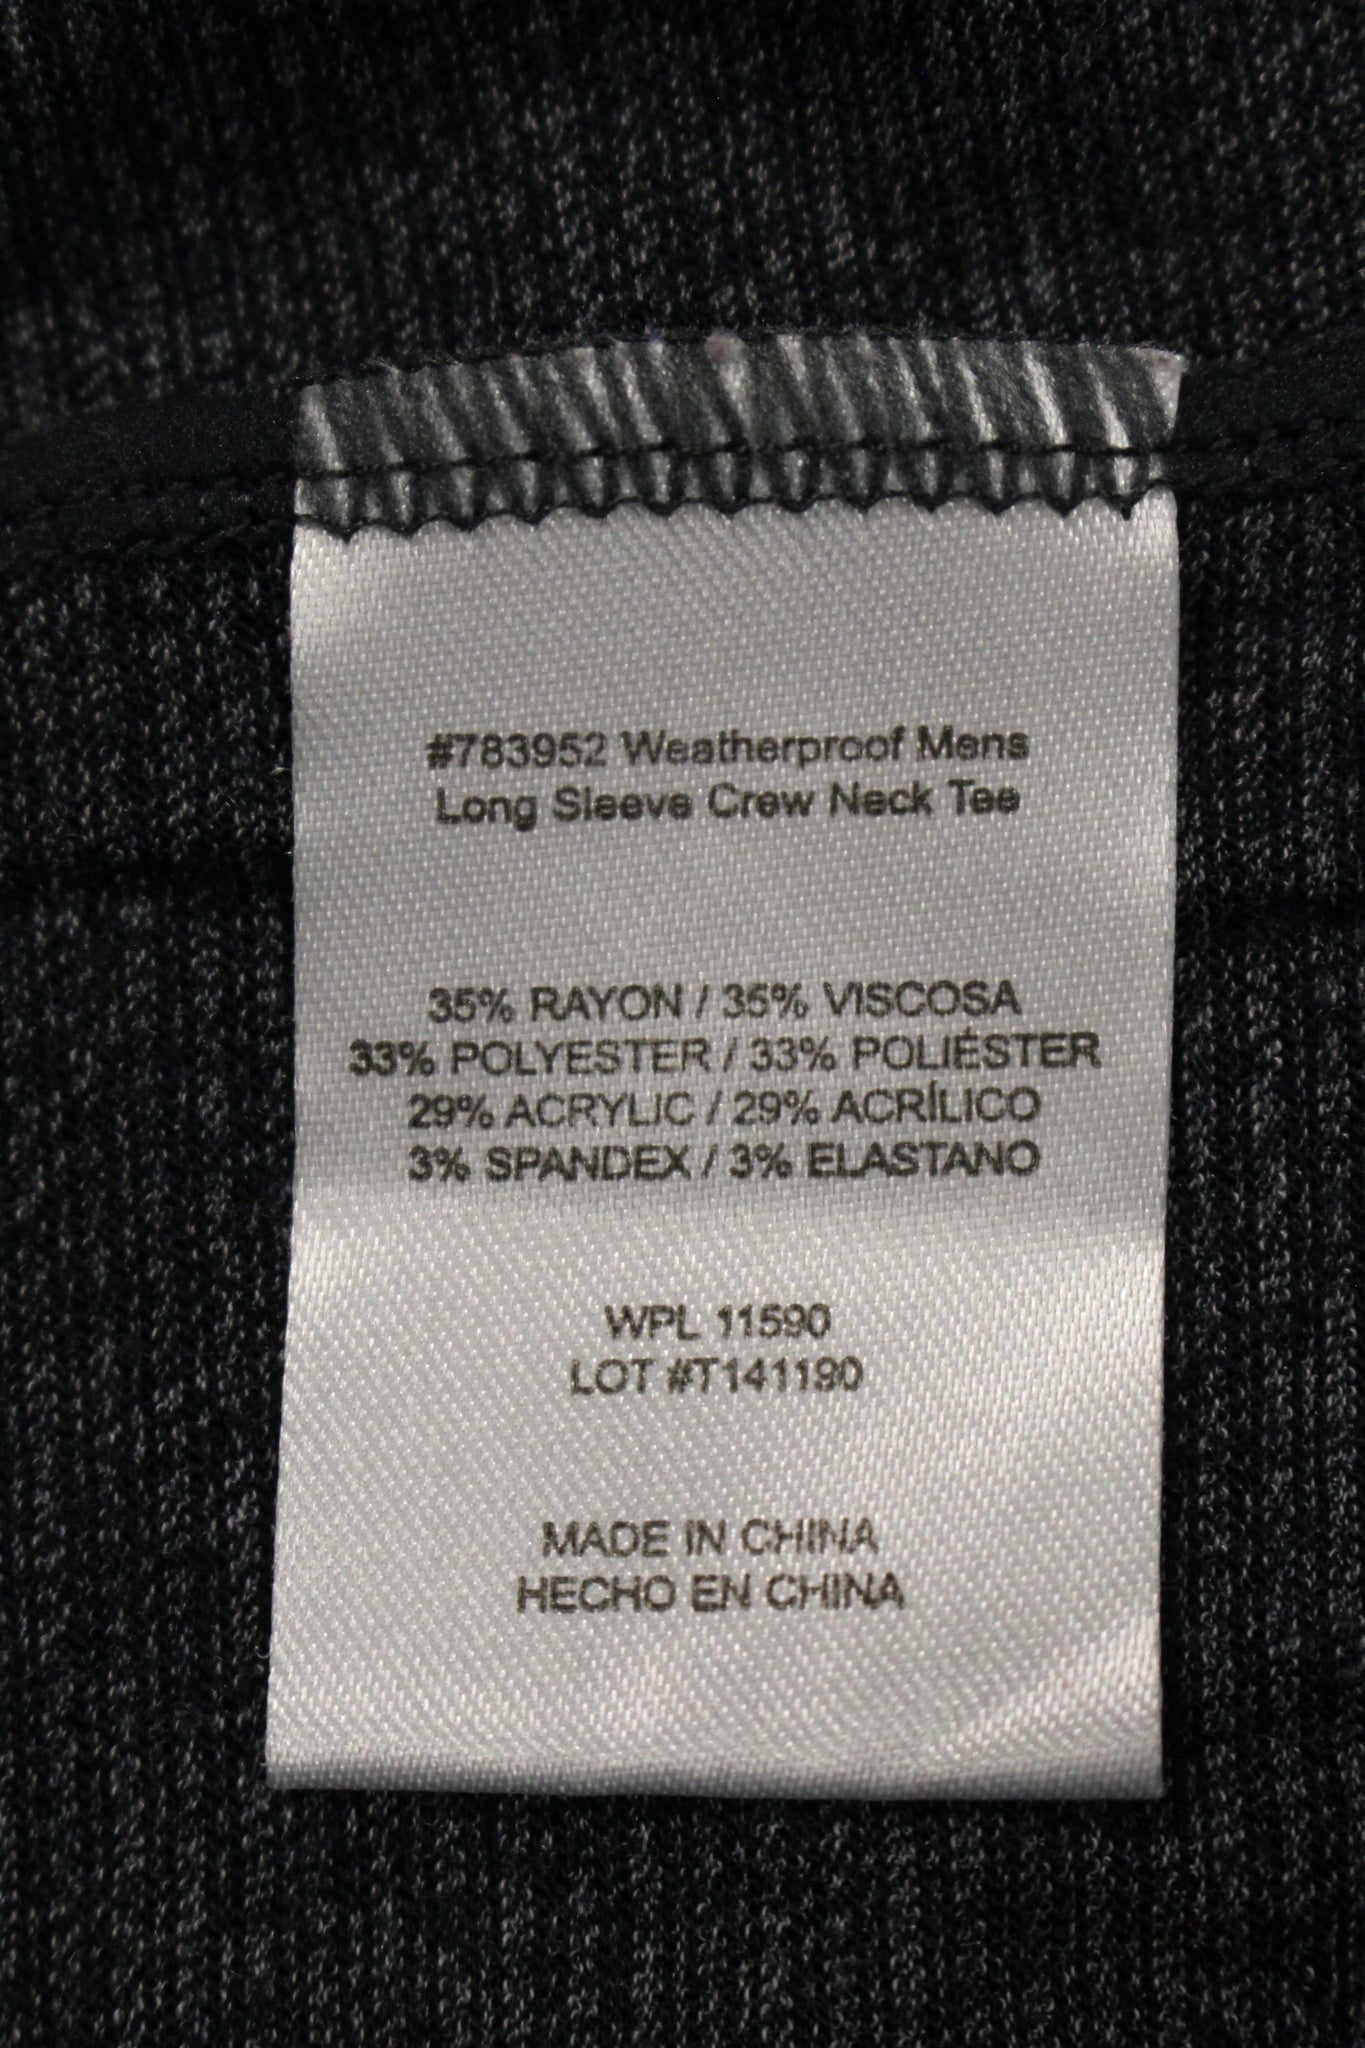 #783952 Weatherproof Mens
Long Sleeve Crew Neck Tee
35% RAYON / 35% VISCOSA
33% POLYESTER / 33% POLIÉSTER
29% ACRYLIC / 29% ACRÍLICO
3% SPANDEX / 3% ELASTANO
WPL 11590
LOT #T141190
MADE IN CHINA
HECHO EN CHINA